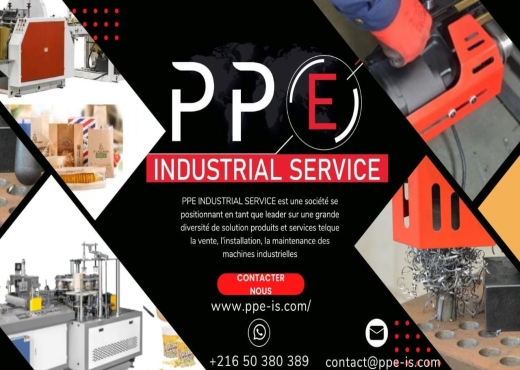 PPE
INDUSTRIAL SERVICE
PPE INDUSTRIAL SERVICE est une société se
positionnant en tant que leader sur une grande
diversité de solution produits et services telque
la vente, l'installation, la maintenance des
machines industrielles
CONTACTER
NOUS
www.ppe-is.com/
+216 50 380 389
contact@ppe-is.com